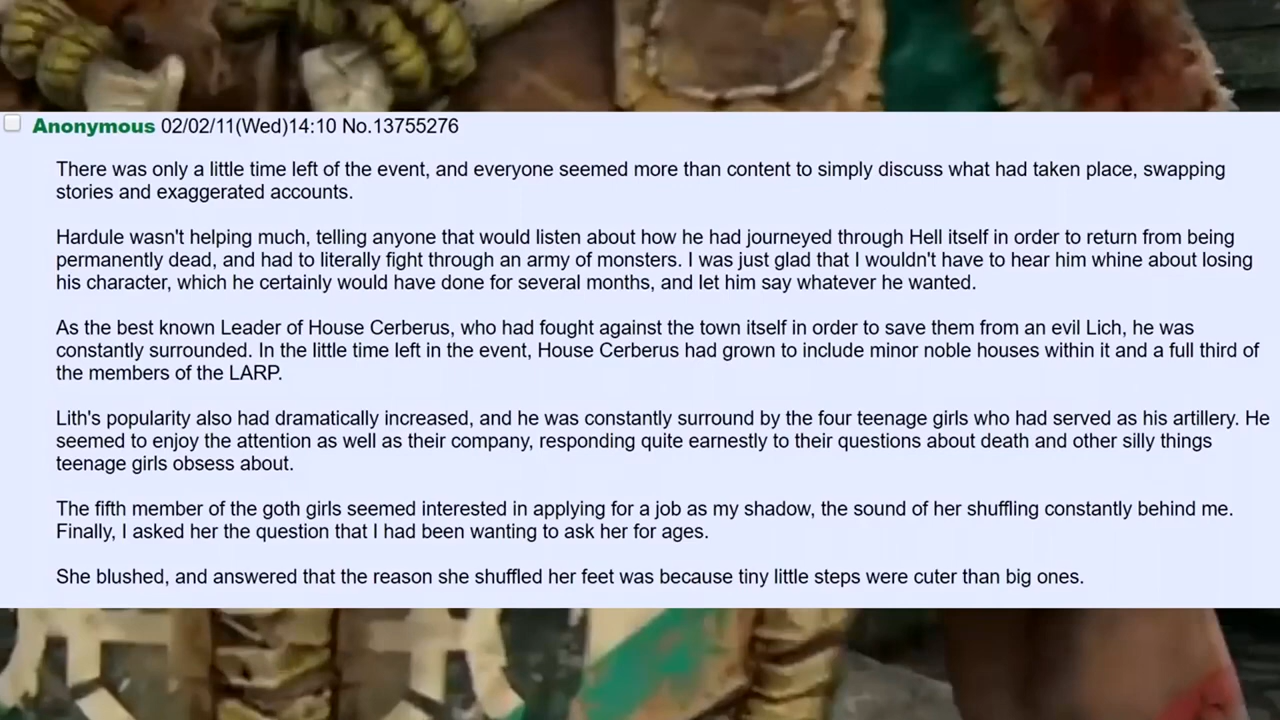 Anonymous 02/02/11(Wed)14:10 No.13755276
There was only a little time left of the event, and everyone seemed more than content to simply discuss what had taken place, swapping
stories and exaggerated accounts.
Hardule wasn't helping much, telling anyone that would listen about how he had journeyed through Hell itself in order to return from being
permanently dead, and had to literally fight through an army of monsters. I was just glad that I wouldn't have to hear him whine about losing
his character, which he certainly would have done for several months, and let him say whatever he wanted.
As the best known Leader of House Cerberus, who had fought against the town itself in order to save them from an evil Lich, he was
constantly surrounded. In the little time left in the event, House Cerberus had grown to include minor noble houses within it and a full third of
the members of the LARP.
Lith's popularity also had dramatically increased, and he was constantly surround by the four teenage girls who had served as his artillery. He
seemed to enjoy the attention as well as their company, responding quite earnestly to their questions about death and other silly things
teenage girls obsess about.
The fifth member of the goth girls seemed interested in applying for a job as my shadow, the sound of her shuffling constantly behind me.
Finally, I asked her the question that I had been wanting to ask her for ages.
She blushed, and answered that the reason she shuffled her feet was because tiny little steps were cuter than big ones.